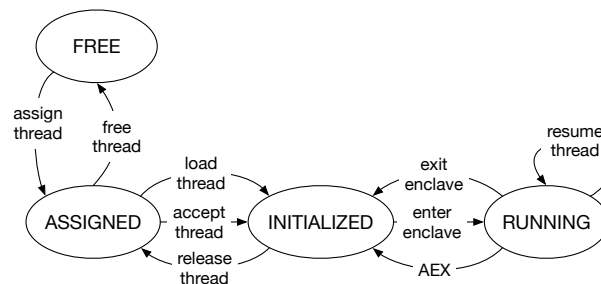 FREE
assign
thread
free
thread
resume
thread
load
thread
exit
enclave
ASSIGNED
accept
thread
INITIALIZED
enter
enclave
RUNNING
release
thread
AEX